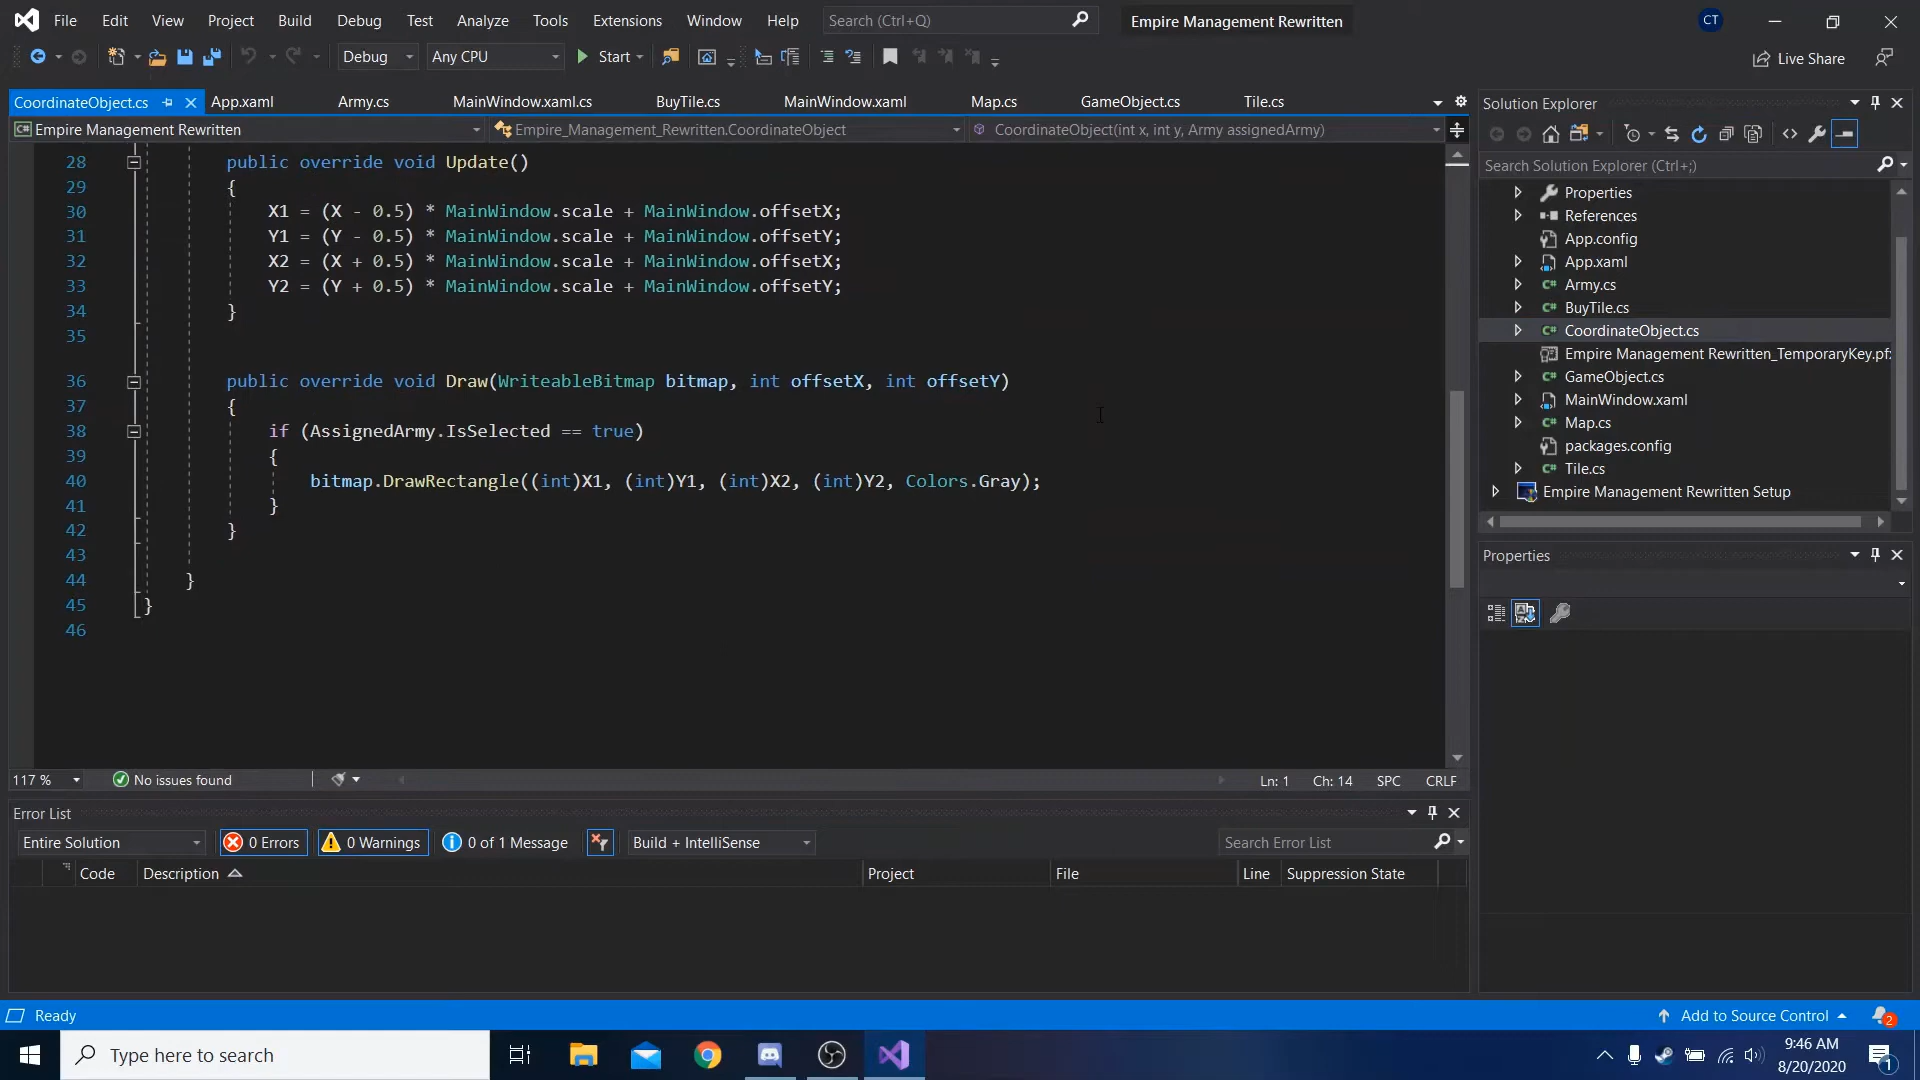 File Edit View Project Build Debug Test Analyze Tools Extensions Window Help Search (Ctrl+Q) Empire Management Rewritten CT
Debug Any CPU Start Live Share
CoordinateObject.cs App.xaml Army.cs MainWindow.xaml.cs BuyTile.cs MainWindow.xaml Map.cs GameObject.cs Tile.cs
Empire Management Rewritten Empire_Management_Rewritten.CoordinateObject CoordinateObject(int x, int y, Army assignedArmy)
28 public override void Update()
29 {
30 X1 = (X - 0.5) * MainWindow.scale + MainWindow.offsetX;
31 Y1 = (Y - 0.5) * MainWindow.scale + MainWindow.offsetY;
32 X2 = (X + 0.5) * MainWindow.scale + MainWindow.offsetX;
33 Y2 = (Y + 0.5) * MainWindow.scale + MainWindow.offsetY;
34 }
35
36 public override void Draw(WriteableBitmap bitmap, int offsetX, int offsetY)
37 {
38 if (AssignedArmy.IsSelected == true)
39 {
40 bitmap.DrawRectangle((int)X1, (int)Y1, (int)X2, (int)Y2, Colors.Gray);
41 }
42 }
43
44 }
45 }
46
117 % No issues found Ln: 1 Ch: 14 SPC CRLF
Error List
Entire Solution 0 Errors 0 Warnings 0 of 1 Message Build + IntelliSense Search Error List
Code Description Project File Line Suppression State
Solution Explorer
Search Solution Explorer (Ctrl+;)
Properties
References
App.config
App.xaml
Army.cs
BuyTile.cs
CoordinateObject.cs
Empire Management Rewritten_TemporaryKey.pf
GameObject.cs
MainWindow.xaml
Map.cs
packages.config
Tile.cs
Empire Management Rewritten Setup
Properties
Ready Add to Source Control 2
Type here to search
9:46 AM
8/20/2020
1